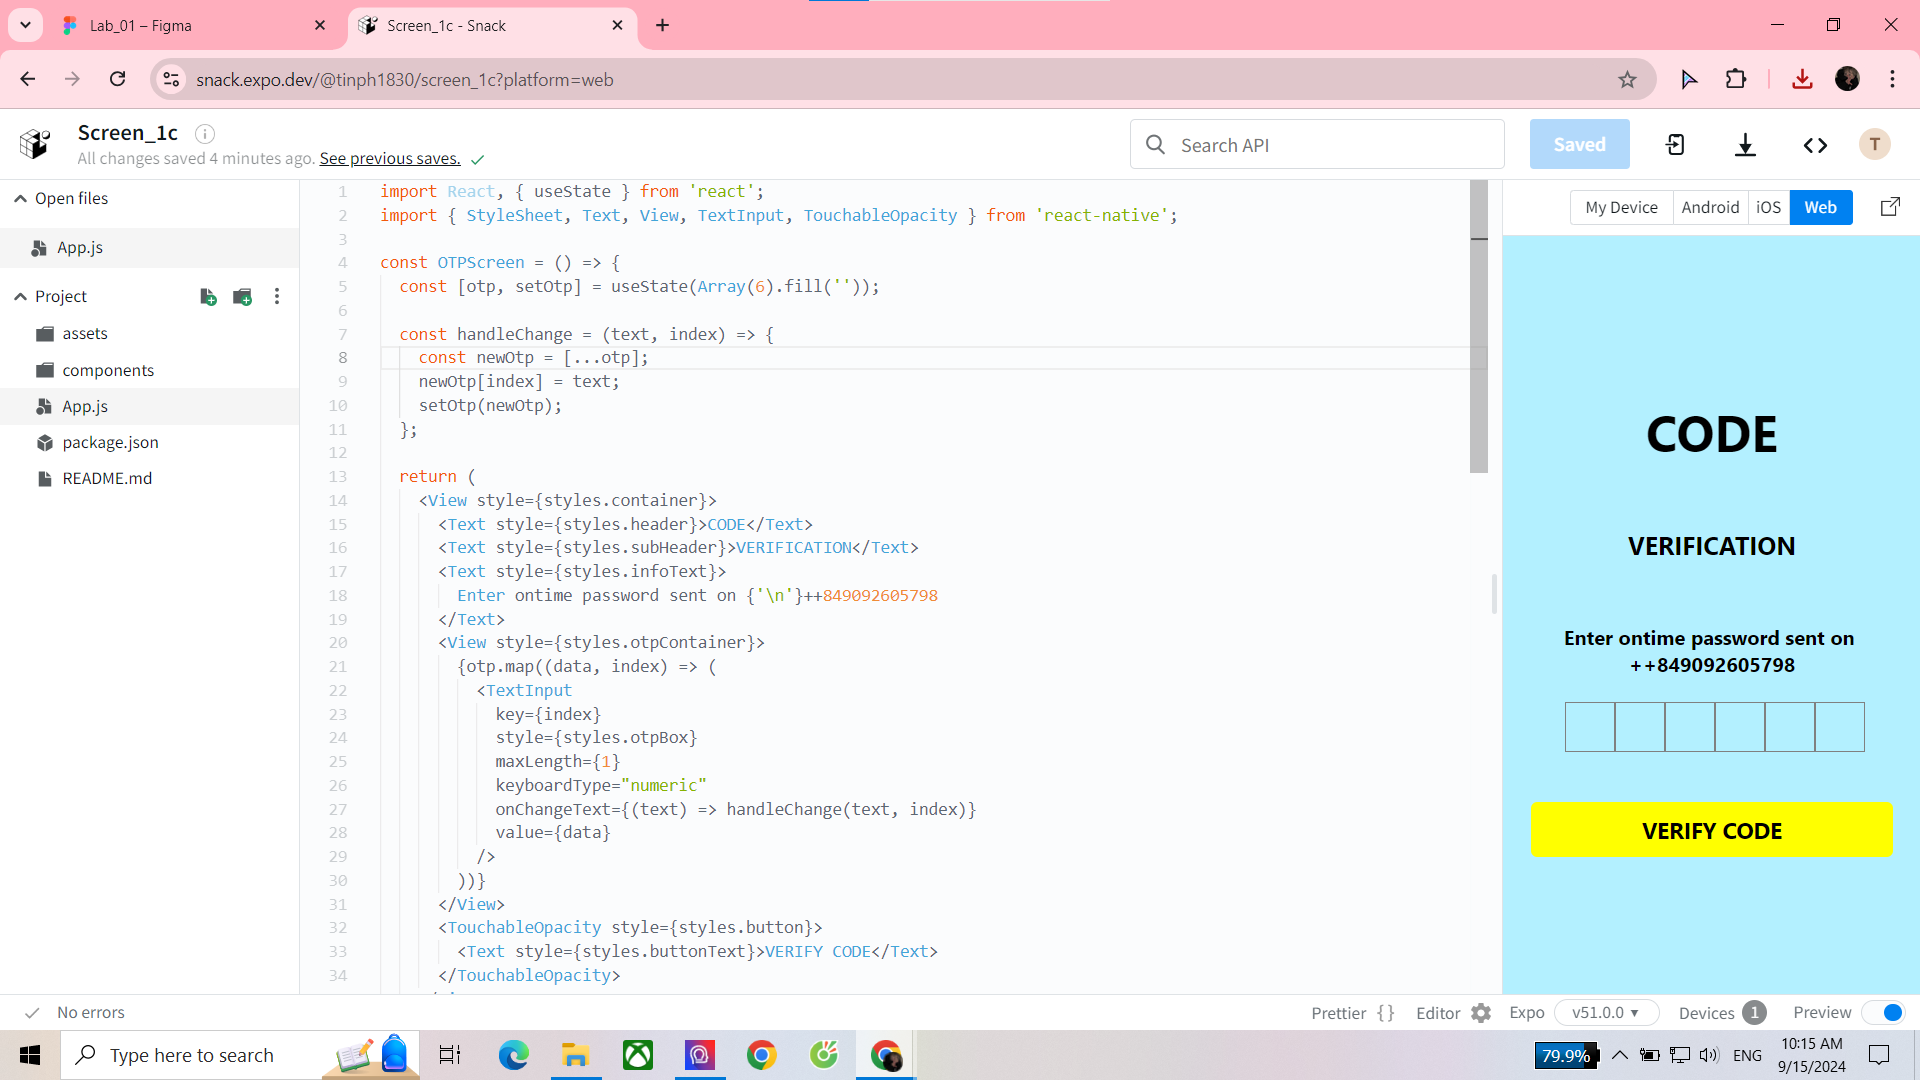 Lab_01 – Figma
Screen_1c - Snack
snack.expo.dev/@tinph1830/screen_1c?platform=web
Screen_1c
All changes saved 4 minutes ago. See previous saves.
Search API
Saved
T
Open files
App.js
Project
assets
components
App.js
package.json
README.md
1 import React, { useState } from 'react';
2 import { StyleSheet, Text, View, TextInput, TouchableOpacity } from 'react-native';
3
4 const OTPScreen = () => {
5 const [otp, setOtp] = useState(Array(6).fill(''));
6
7 const handleChange = (text, index) => {
8 const newOtp = [...otp];
9 newOtp[index] = text;
10 setOtp(newOtp);
11 };
12
13 return (
14 <View style={styles.container}>
15 <Text style={styles.header}>CODE</Text>
16 <Text style={styles.subHeader}>VERIFICATION</Text>
17 <Text style={styles.infoText}>
18 Enter ontime password sent on {'\n'}++849092605798
19 </Text>
20 <View style={styles.otpContainer}>
21 {otp.map((data, index) => (
22 <TextInput
23 key={index}
24 style={styles.otpBox}
25 maxLength={1}
26 keyboardType="numeric"
27 onChangeText={(text) => handleChange(text, index)}
28 value={data}
29 />
30 ))}
31 </View>
32 <TouchableOpacity style={styles.button}>
33 <Text style={styles.buttonText}>VERIFY CODE</Text>
34 </TouchableOpacity>
My Device Android iOS Web
CODE
VERIFICATION
Enter ontime password sent on
++849092605798
VERIFY CODE
No errors
Prettier { } Editor Expo v51.0.0 Devices 1 Preview
Type here to search
79.9%
ENG
10:15 AM
9/15/2024